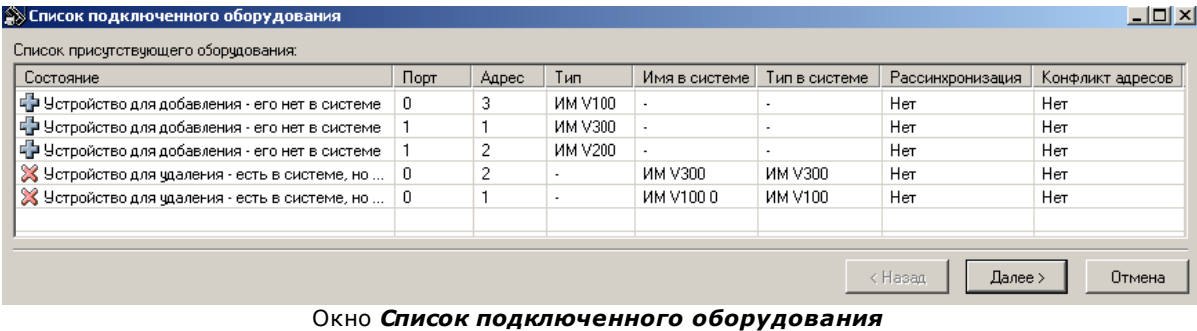 Список подключенного оборудования
Список присутствующего оборудования:
Состояние Порт Адрес Тип Имя в системе Тип в системе Рассинхронизация Конфликт адресов
Устройство для добавления - его нет в системе 0 3 ИМ V100 - - Нет Нет
Устройство для добавления - его нет в системе 1 1 ИМ V300 - - Нет Нет
Устройство для добавления - его нет в системе 1 2 ИМ V200 - - Нет Нет
Устройство для удаления - есть в системе, но ... 0 2 - ИМ V300 ИМ V300 Нет Нет
Устройство для удаления - есть в системе, но ... 0 1 - ИМ V100 0 ИМ V100 Нет Нет
< Назад Далее > Отмена
Окно Список подключенного оборудования